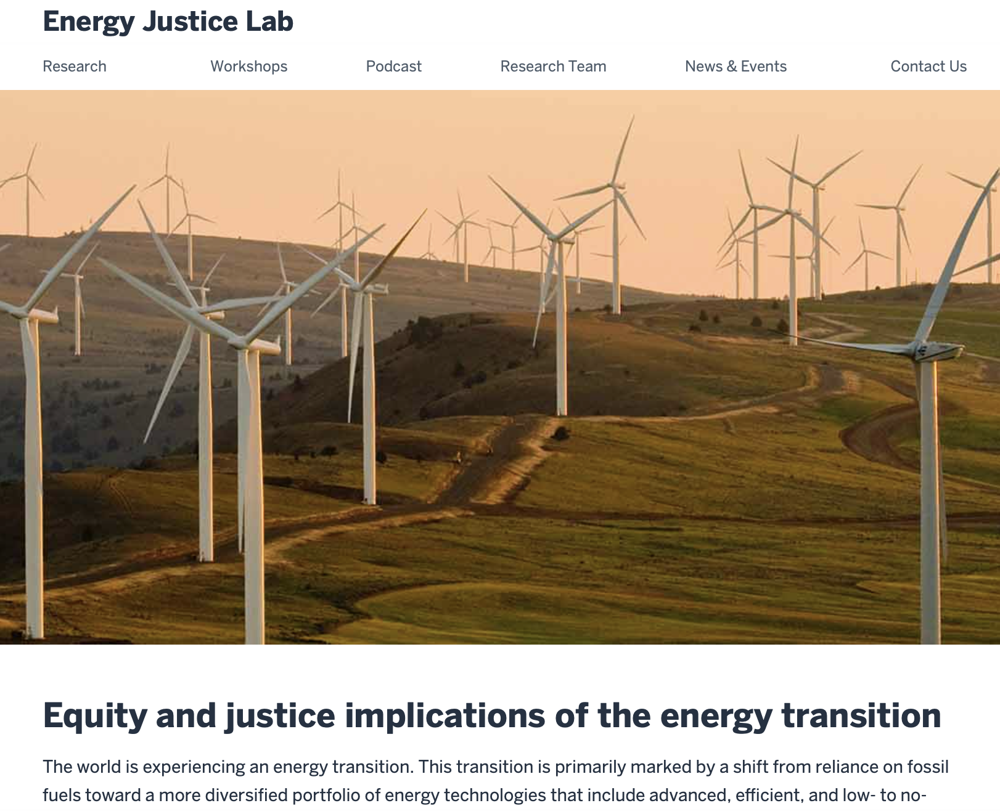 Energy Justice Lab
Research Workshops Podcast Research Team News & Events Contact Us
Equity and justice implications of the energy transition
The world is experiencing an energy transition. This transition is primarily marked by a shift from reliance on fossil
fuels toward a more diversified portfolio of energy technologies that include advanced, efficient, and low- to no-